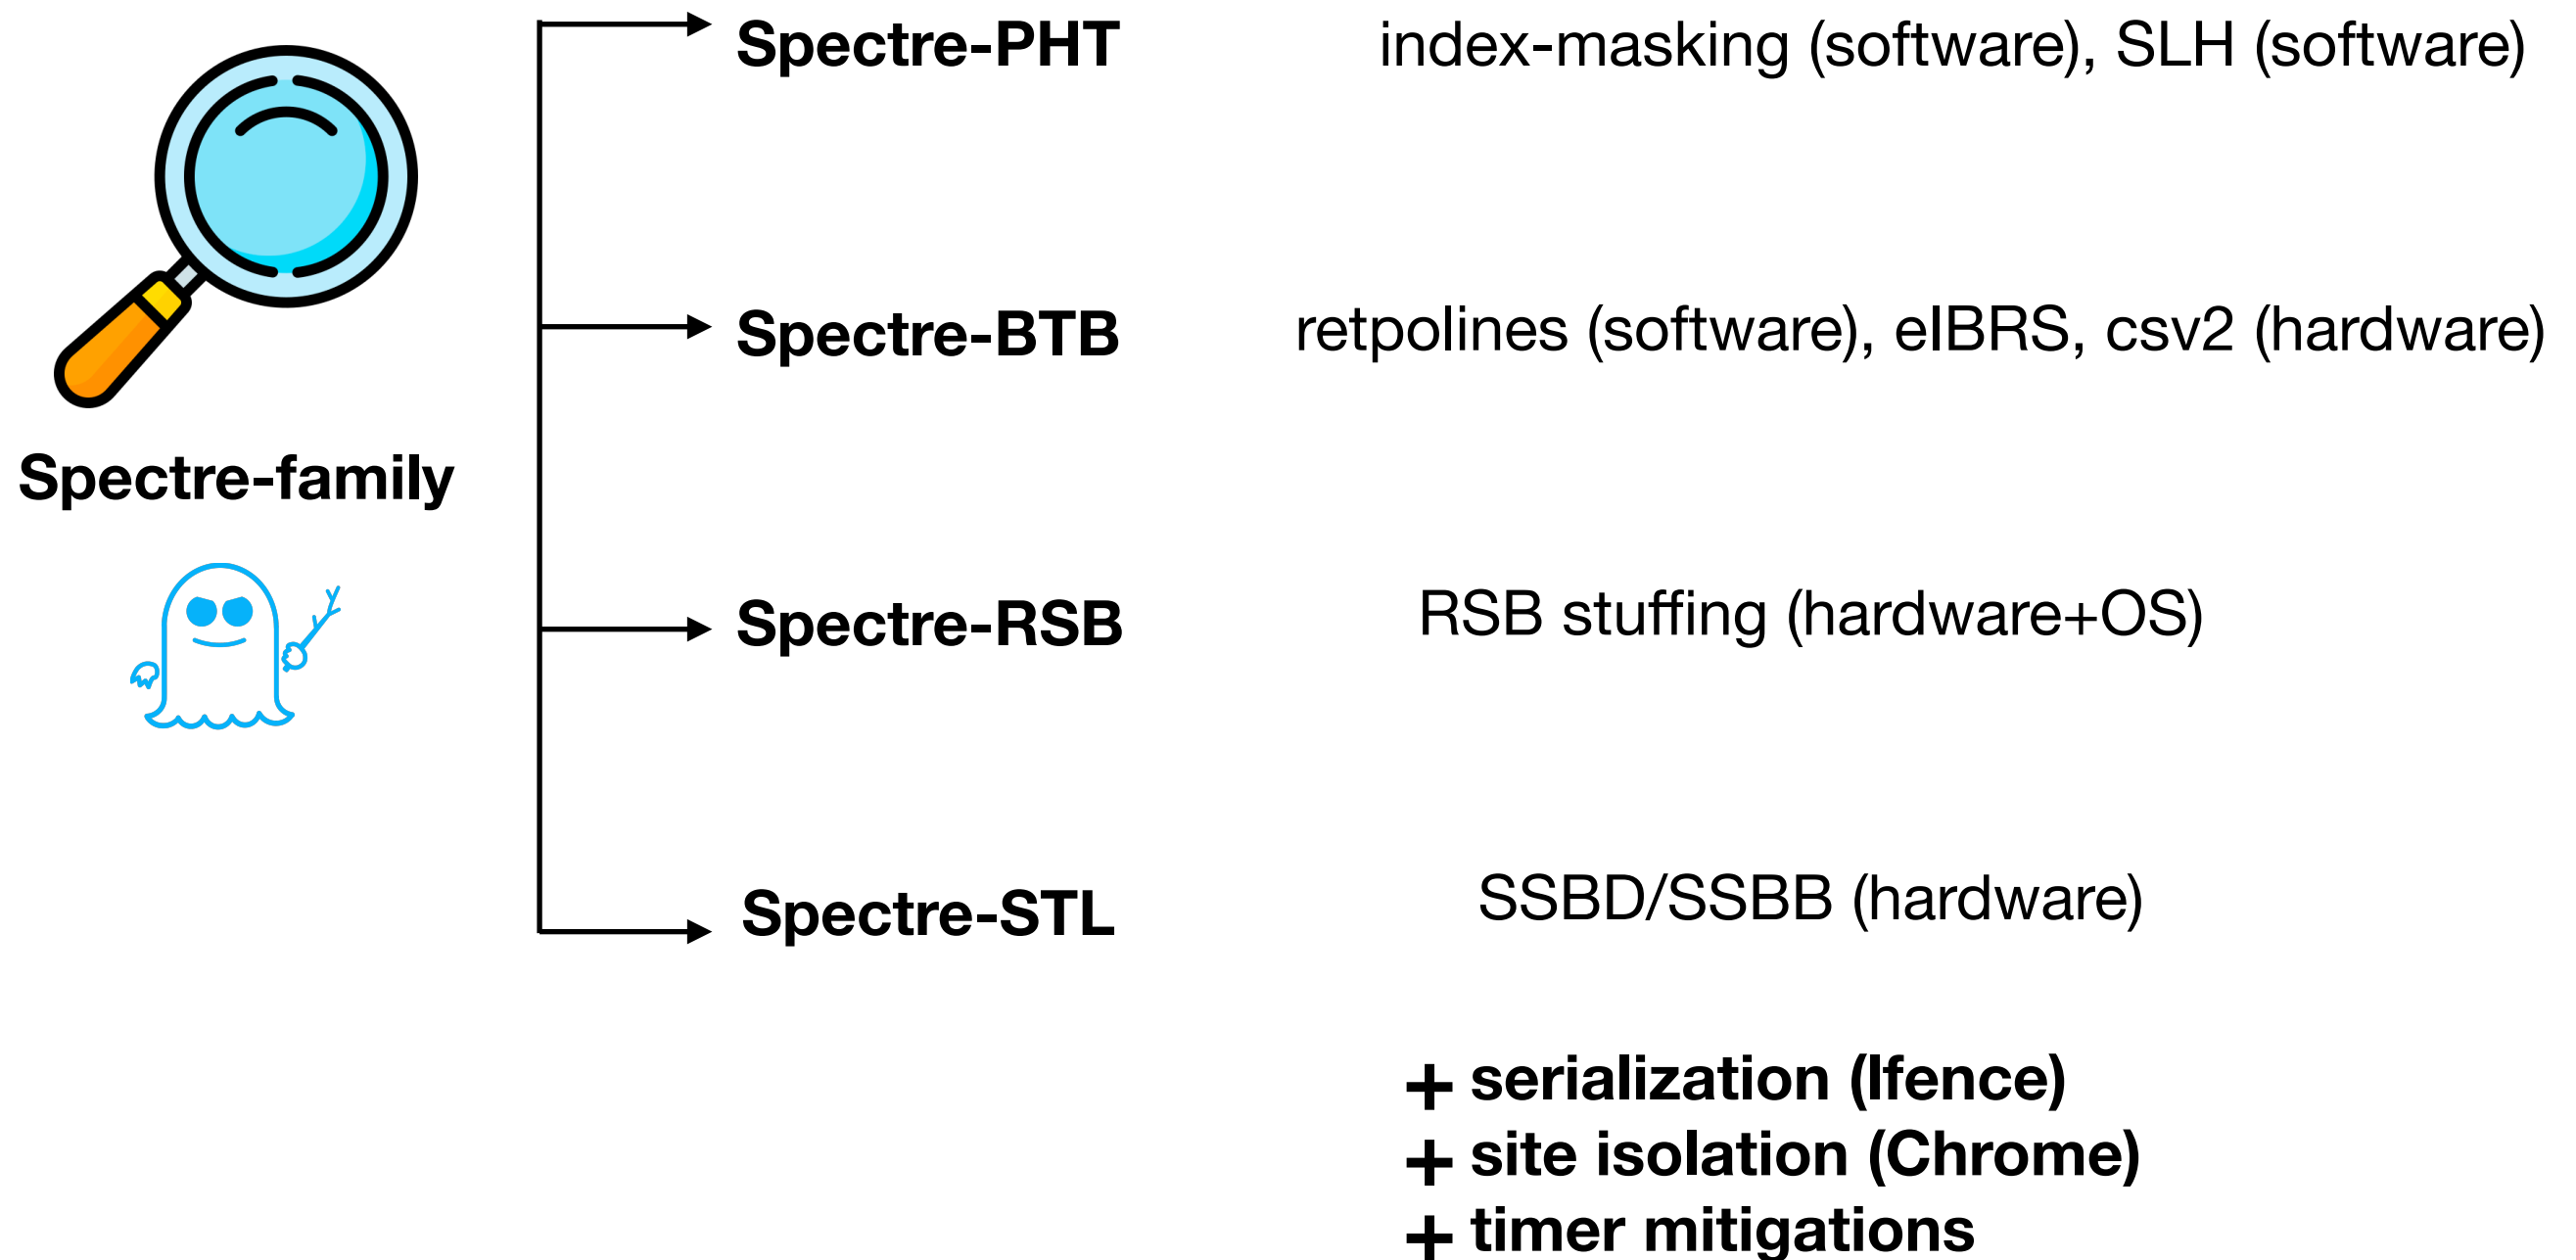 Spectre-PHT index-masking (software), SLH (software)
Spectre-BTB retpolines (software), eIBRS, csv2 (hardware)
Spectre-family
Spectre-RSB RSB stuffing (hardware+OS)
Spectre-STL SSBD/SSBB (hardware)
+ serialization (lfence)
+ site isolation (Chrome)
+ timer mitigations